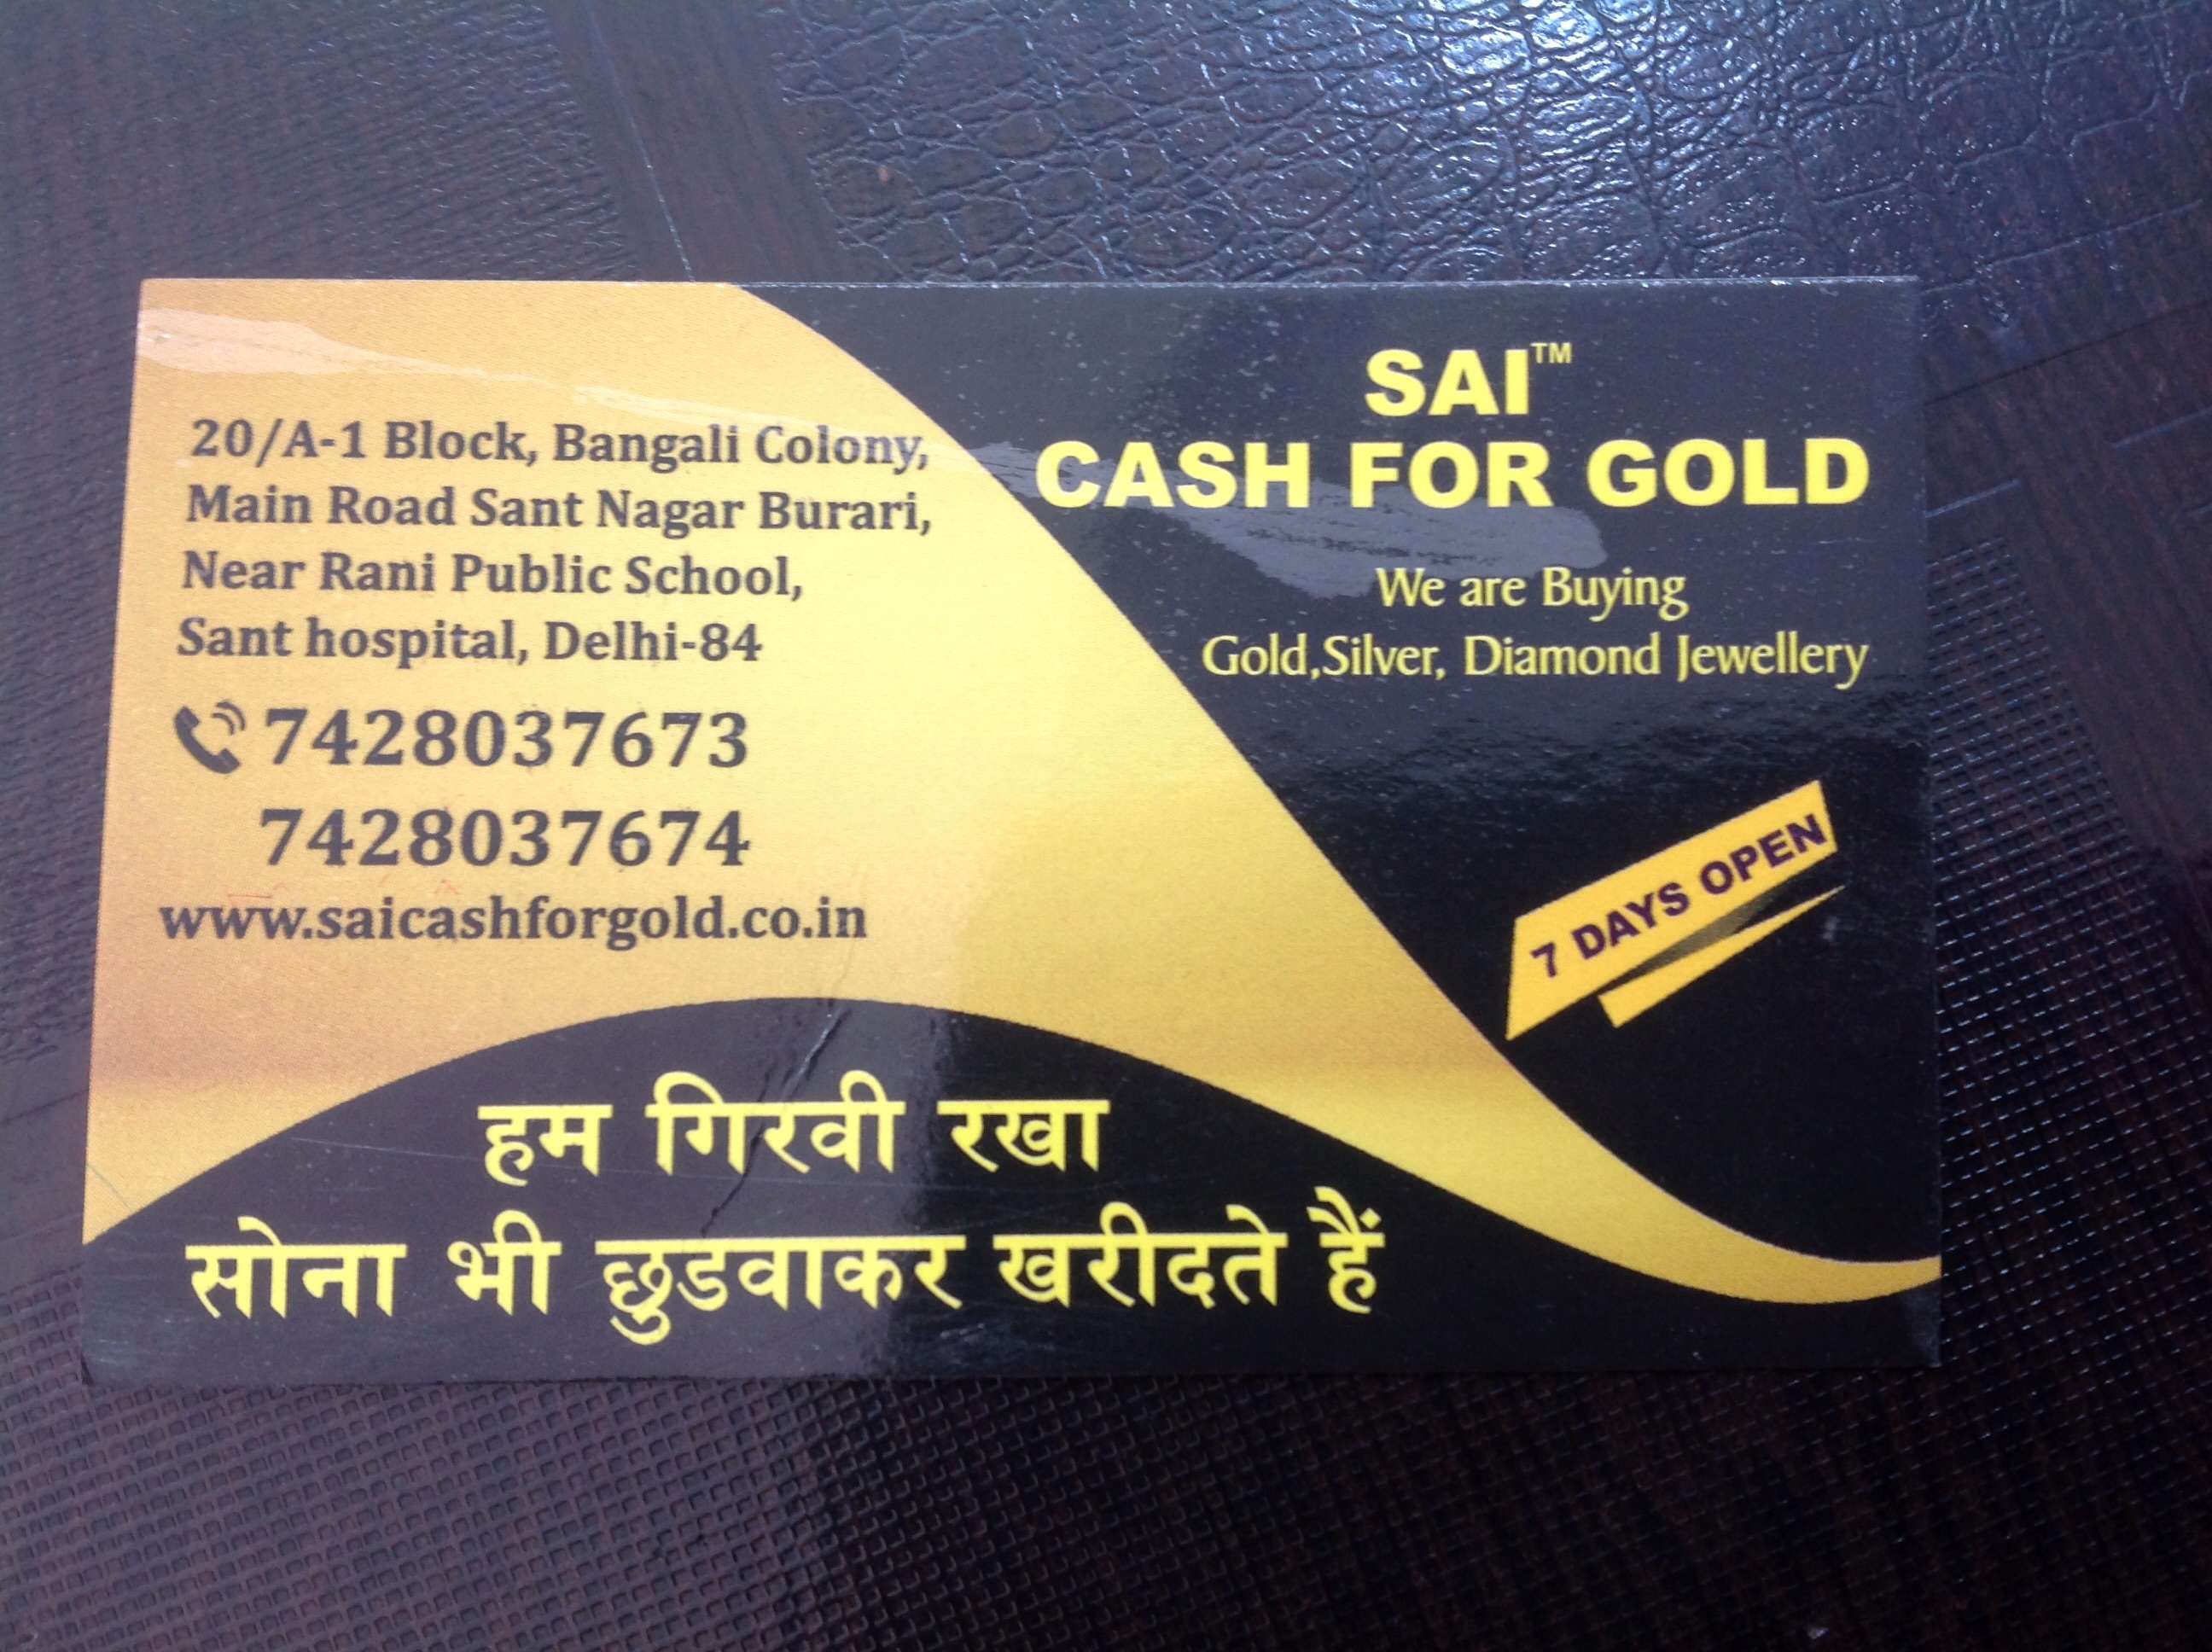 SAI™
CASH FOR GOLD
We are Buying
Gold,Silver, Diamond Jewellery
7 DAYS OPEN
20/A-1 Block, Bangali Colony,
Main Road Sant Nagar Burari,
Near Rani Public School,
Sant hospital, Delhi-84
7428037673
7428037674
www.saicashforgold.co.in
हम गिरवी रखा
सोना भी छुडवाकर खरीदते हैं